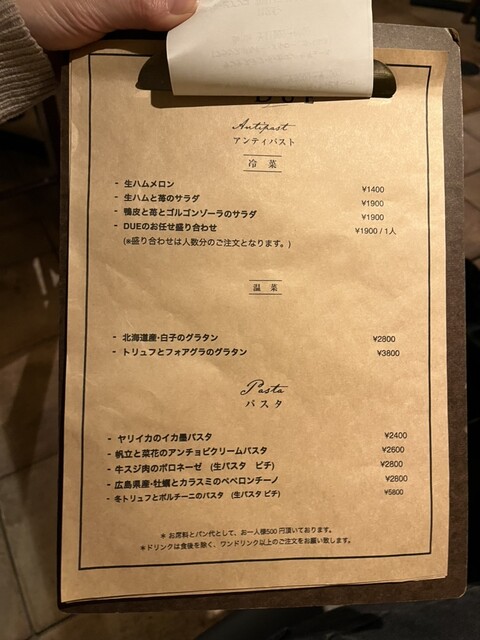 DUE
Antipast
アンティパスト
冷 菜
- 生ハムメロン ¥1400
- 生ハムと苺のサラダ ¥1900
- 鴨皮と苺とゴルゴンゾーラのサラダ ¥1900
- DUEのお任せ盛り合わせ ¥1900 / 1人
(※盛り合わせは人数分のご注文となります。)
温 菜
- 北海道産・白子のグラタン ¥2800
- トリュフとフォアグラのグラタン ¥3800
Pasta
パスタ
- ヤリイカのイカ墨パスタ ¥2400
- 帆立と菜花のアンチョビクリームパスタ ¥2600
- 牛スジ肉のボロネーゼ (生パスタ ピチ) ¥2800
- 広島県産・牡蠣とカラスミのペペロンチーノ ¥2800
- 冬トリュフとポルチーニのパスタ (生パスタ ピチ) ¥5800
※ お席料とパン代として、お一人様500円頂いております。
※ドリンクは食後を除く、ワンドリンク以上のご注文をお願い致します。